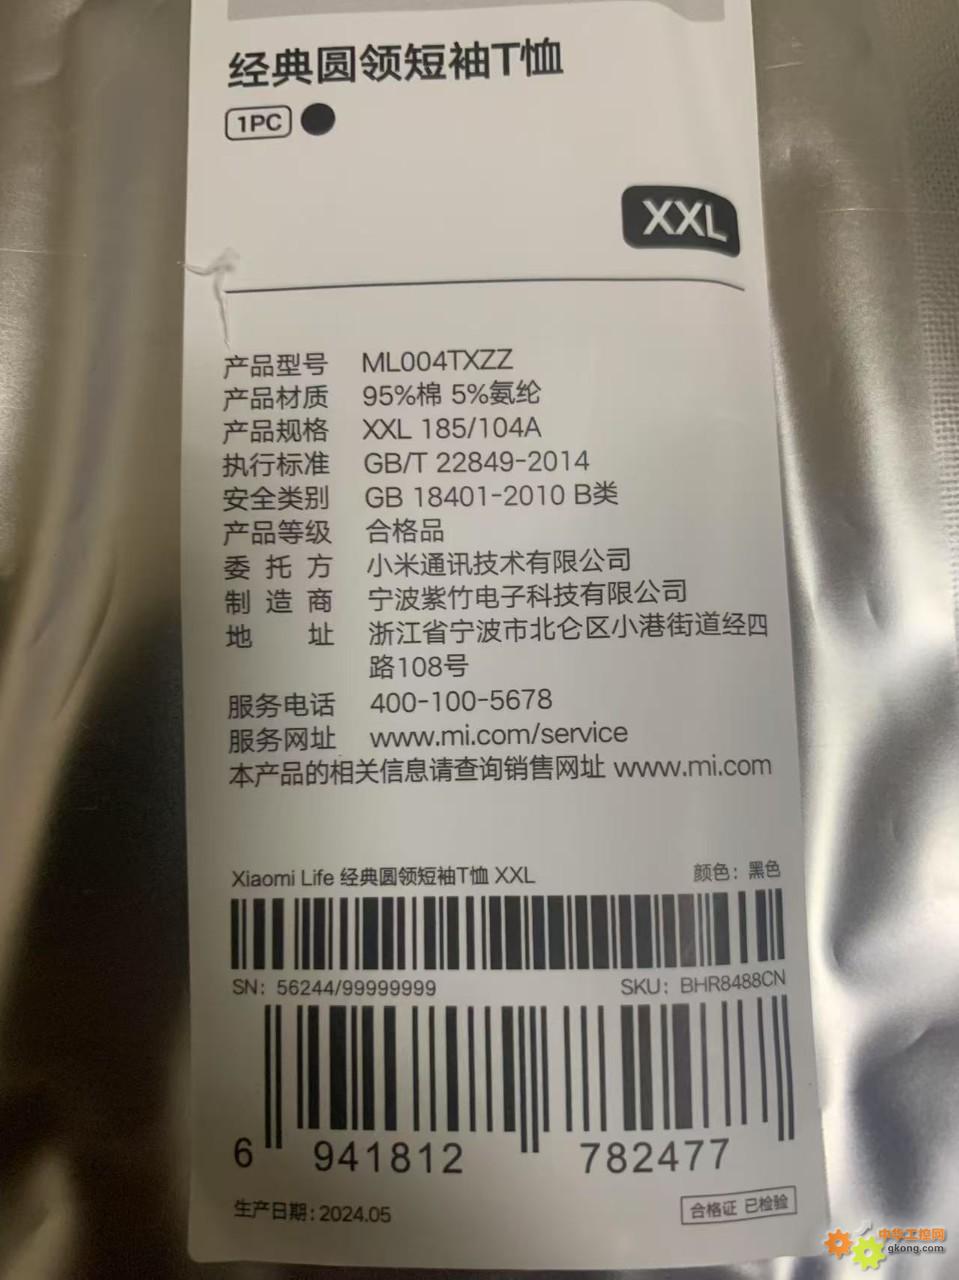 经典圆领短袖T恤
1PC
XXL
产品型号 ML004TXZZ
产品材质 95%棉 5%氨纶
产品规格 XXL 185/104A
执行标准 GB/T 22849-2014
安全类别 GB 18401-2010 B类
产品等级 合格品
委托方 小米通讯技术有限公司
制造商 宁波紫竹电子科技有限公司
地址 浙江省宁波市北仑区小港街道经四
路108号
服务电话 400-100-5678
服务网址 www.mi.com/service
本产品的相关信息请查询销售网址 www.mi.com
Xiaomi Life 经典圆领短袖T恤 XXL 颜色：黑色
SN：56244/99999999 SKU：BHR8488CN
6 941812 782477
生产日期：2024.05 合格证 已检验
中华工控网
gkong.com